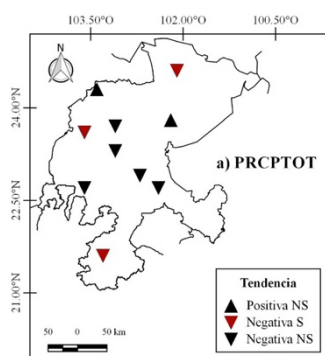 103.50°O 102.00°O 100.50°O
N
24.00°N
a) PRCPTOT
22.50°N
21.00°N
Tendencia
Positiva NS
Negativa S
Negativa NS
50 0 50 km